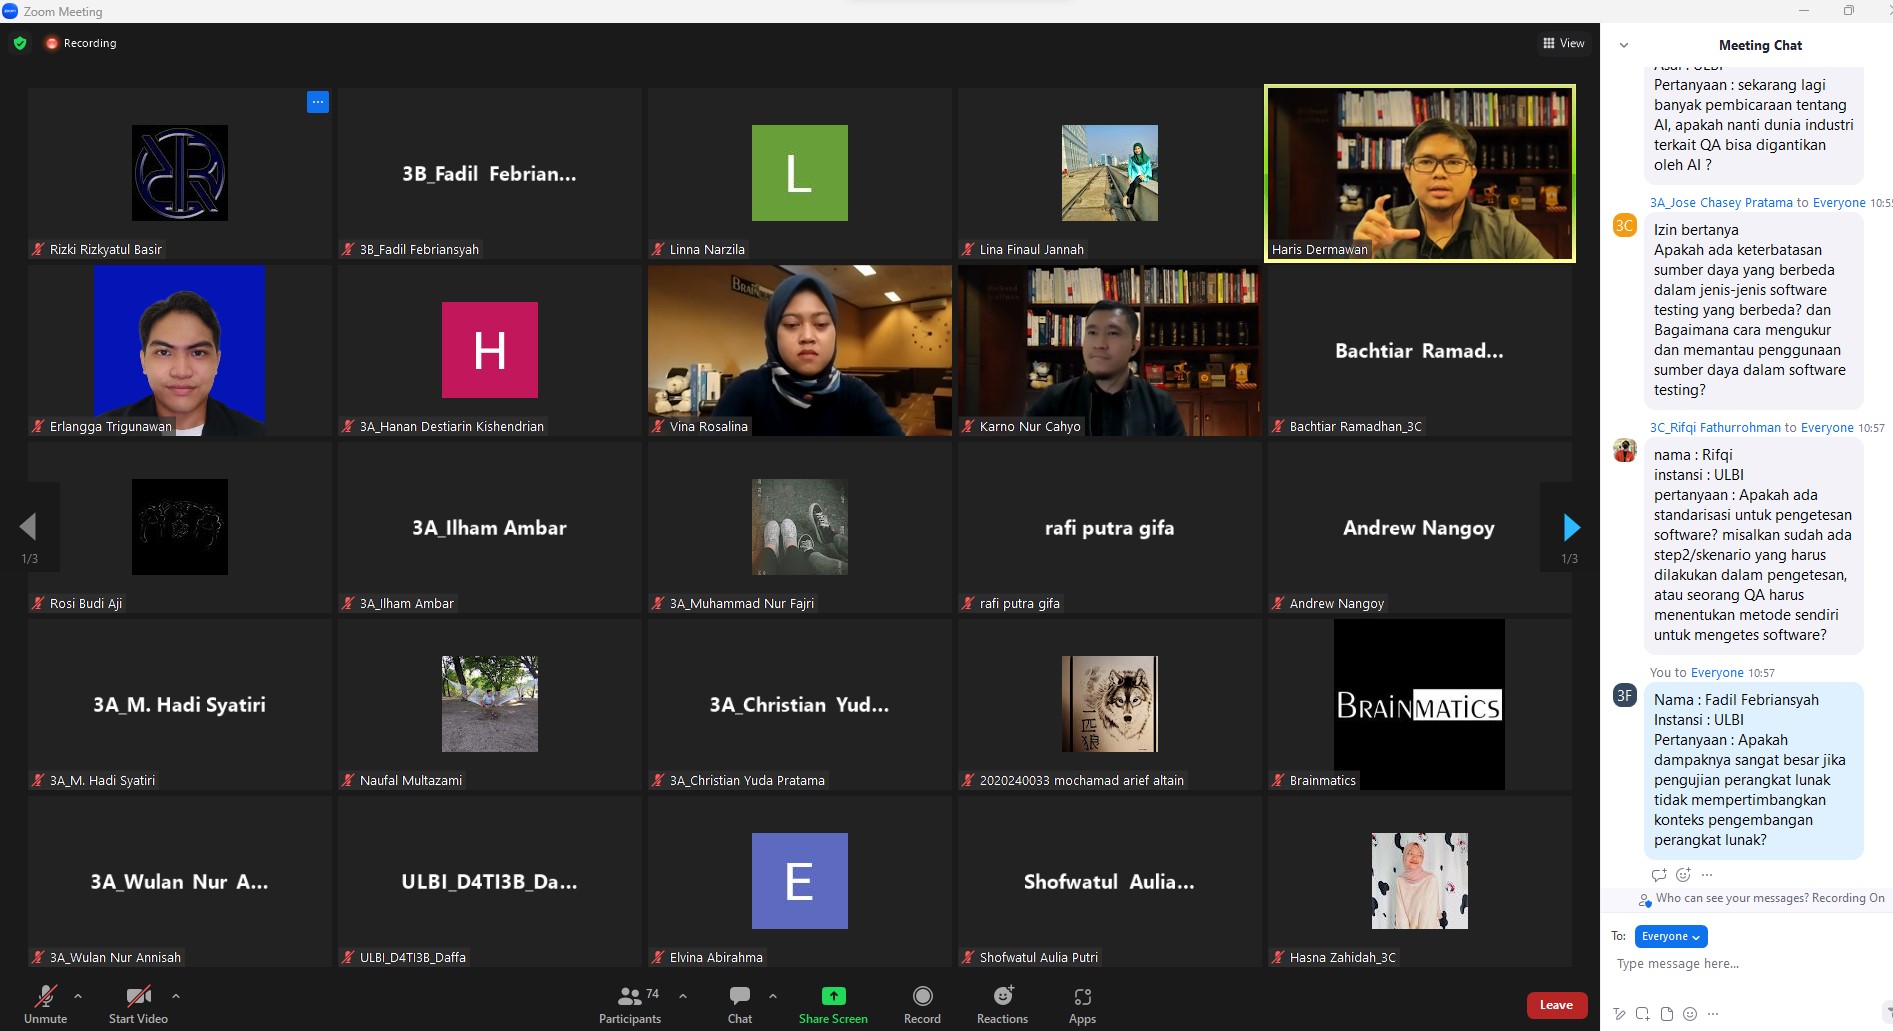 Zoom Meeting
Recording
View
Rizki Rizkyatul Basir
3B_Fadil Febrian...
3B_Fadil Febriansyah
L
Linna Narzila
Lina Finaul Jannah
Haris Dermawan
Erlangga Trigunawan
H
3A_Hanan Destiarin Kishendrian
Vina Rosalina
Karno Nur Cahyo
Bachtiar Ramad...
Bachtiar Ramadhan_3C
1/3
Rosi Budi Aji
3A_Ilham Ambar
3A_Ilham Ambar
3A_Muhammad Nur Fajri
rafi putra gifa
rafi putra gifa
Andrew Nangoy
Andrew Nangoy
1/3
3A_M. Hadi Syatiri
3A_M. Hadi Syatiri
Naufal Multazami
3A_Christian Yud...
3A_Christian Yuda Pratama
一匹狼
2020240033 mochamad arief altain
BRAINMATICS
Brainmatics
3A_Wulan Nur A...
3A_Wulan Nur Annisah
ULBI_D4TI3B_Da...
ULBI_D4TI3B_Daffa
E
Elvina Abirahma
Shofwatul Aulia...
Shofwatul Aulia Putri
Hasna Zahidah_3C
Unmute
Start Video
74
Participants
Chat
Share Screen
Record
Reactions
Apps
Leave
Meeting Chat
Asal : ULBI
Pertanyaan : sekarang lagi
banyak pembicaraan tentang
AI, apakah nanti dunia industri
terkait QA bisa digantikan
oleh AI ?
3A_Jose Chasey Pratama to Everyone 10:55
3C
Izin bertanya
Apakah ada keterbatasan
sumber daya yang berbeda
dalam jenis-jenis software
testing yang berbeda? dan
Bagaimana cara mengukur
dan memantau penggunaan
sumber daya dalam software
testing?
3C_Rifqi Fathurrohman to Everyone 10:57
nama : Rifqi
instansi : ULBI
pertanyaan : Apakah ada
standarisasi untuk pengetesan
software? misalkan sudah ada
step2/skenario yang harus
dilakukan dalam pengetesan,
atau seorang QA harus
menentukan metode sendiri
untuk mengetes software?
You to Everyone 10:57
3F
Nama : Fadil Febriansyah
Instansi : ULBI
Pertanyaan : Apakah
dampaknya sangat besar jika
pengujian perangkat lunak
tidak mempertimbangkan
konteks pengembangan
perangkat lunak?
Who can see your messages? Recording On
To: Everyone
Type message here...